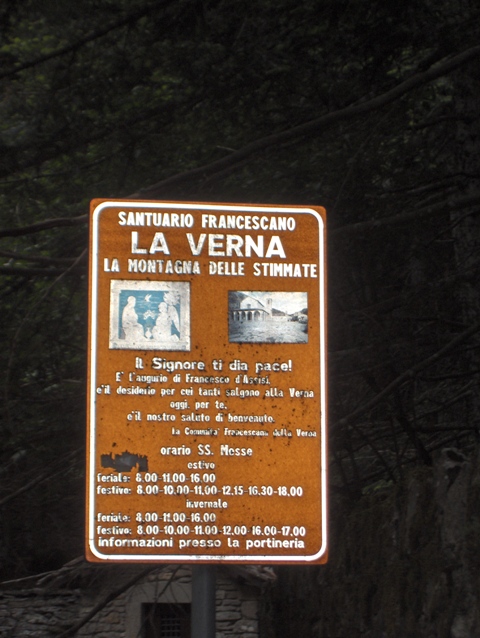 SANTUARIO FRANCESCANO
LA VERNA
LA MONTAGNA DELLE STIMMATE
IL Signore ti dia pace!
E' l'augurio di Francesco d'Assisi,
e'il desiderio per cui tanti salgono alla Verna
oggi, per te,
e'il nostro saluto di benvenuto.
la Comunita' Francescana della Verna
orario SS. Messe
estivo
feriale: 8.00-11.00-16.00
festivo: 8.00-10.00-11.00-12.15-16.30-18.00
invernale
feriale: 8.00-11.00-16.00
festivo: 8.00-10.00-11.00-12.00-16.00-17.00
informazioni presso la portineria